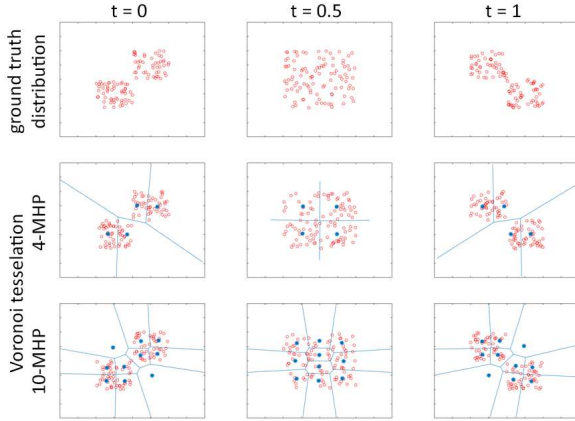 t = 0
t = 0.5
t = 1
ground truth
distribution
Voronoi tesselation
4-MHP
10-MHP